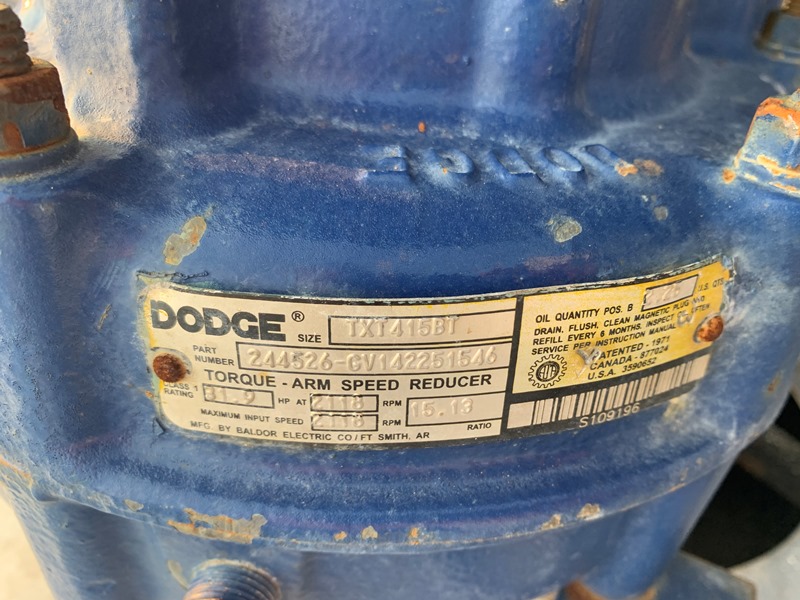 DODGE
DODGE® SIZE TXT415BT
PART NUMBER 244526-GW142251546
TORQUE - ARM SPEED REDUCER
CLASS 1 RATING 31.9 HP AT 2118 RPM 15.13 RATIO
MAXIMUM INPUT SPEED 2118 RPM
MFG. BY BALDOR ELECTRIC CO/FT SMITH, AR
OIL QUANTITY POS. B U.S. QTS
DRAIN, FLUSH, CLEAN MAGNETIC PLUG AND
REFILL EVERY 6 MONTHS. INSPECT OFTEN
SERVICE PER INSTRUCTION MANUAL
PATENTED - 1971
CANADA - 877024
U.S.A. 3590652
S109196